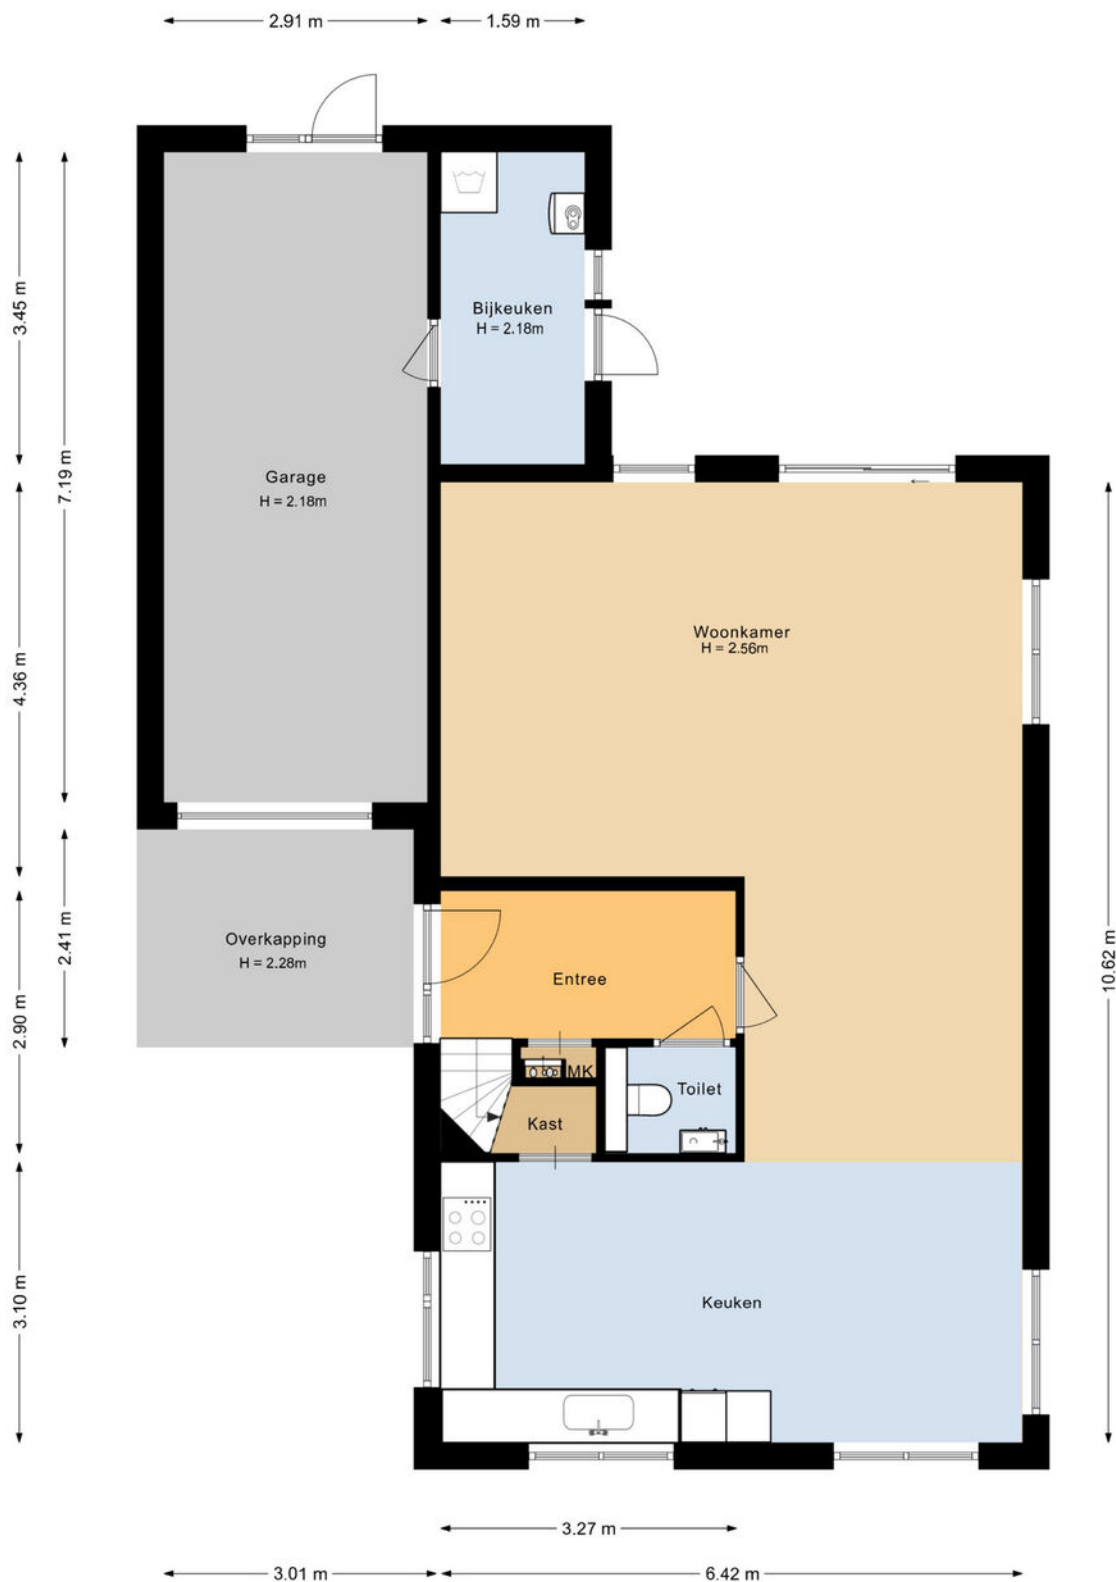 2.91 m
1.59 m
3.45 m
Bijkeuken
H = 2.18m
7.19 m
Garage
H = 2.18m
4.36 m
Woonkamer
H = 2.56m
2.41 m
Overkapping
H = 2.28m
10.62 m
Entree
2.90 m
MK
Toilet
Kast
3.10 m
Keuken
3.27 m
3.01 m
6.42 m